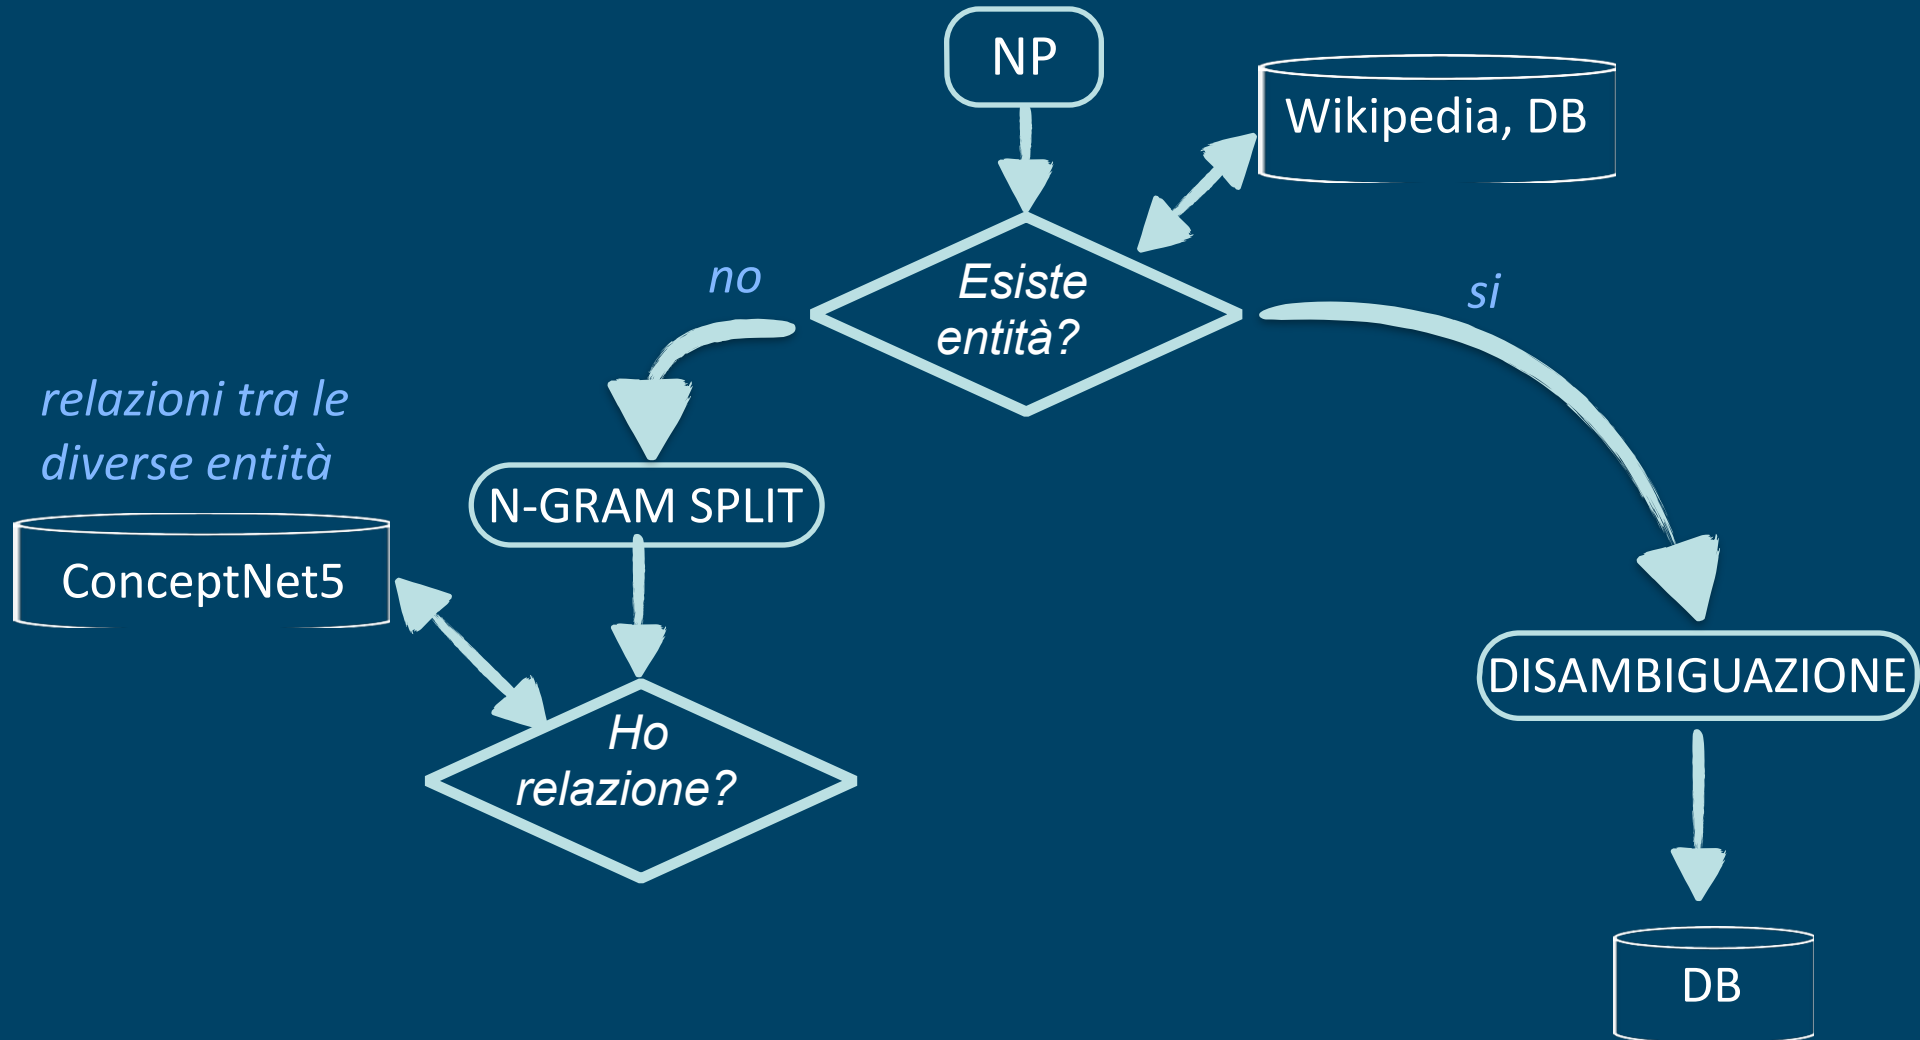 NP
Wikipedia, DB
Esiste
entità?
no
si
relazioni tra le
diverse entità
N-GRAM SPLIT
ConceptNet5
DISAMBIGUAZIONE
Ho
relazione?
DB